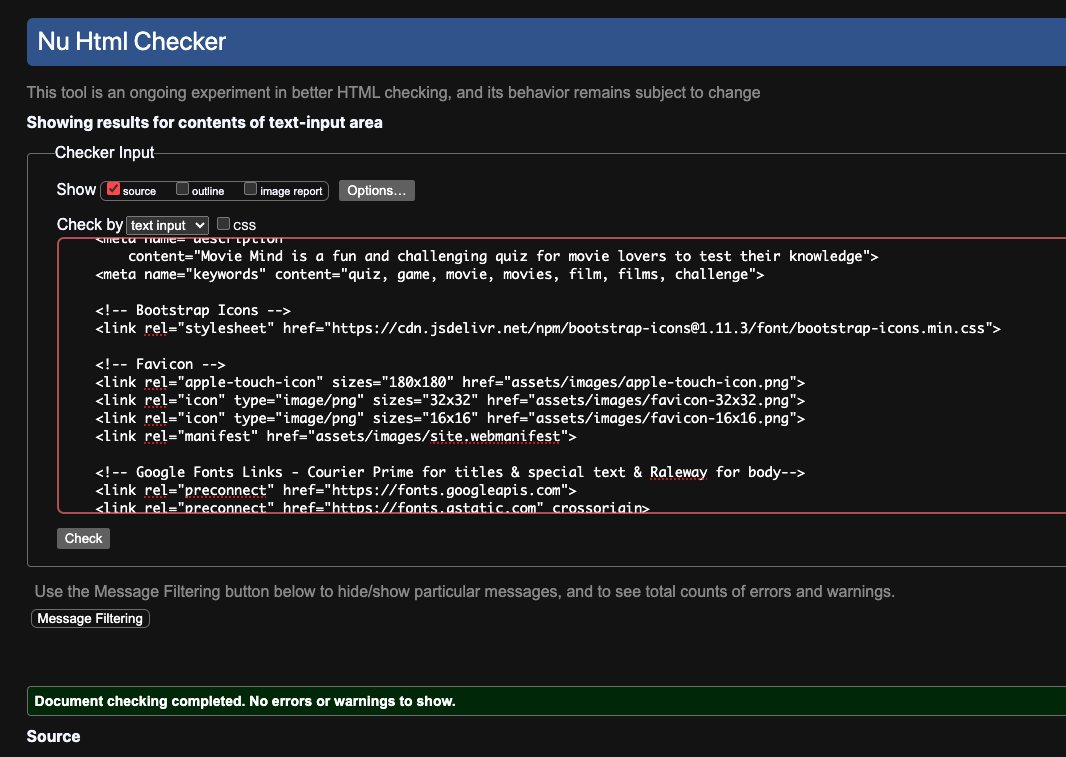 Nu Html Checker
This tool is an ongoing experiment in better HTML checking, and its behavior remains subject to change
Showing results for contents of text-input area
Checker Input
Show source outline image report Options...
Check by text input css
<meta name="description"
content="Movie Mind is a fun and challenging quiz for movie lovers to test their knowledge">
<meta name="keywords" content="quiz, game, movie, movies, film, films, challenge">
<!-- Bootstrap Icons -->
<link rel="stylesheet" href="https://cdn.jsdelivr.net/npm/bootstrap-icons@1.11.3/font/bootstrap-icons.min.css">
<!-- Favicon -->
<link rel="apple-touch-icon" sizes="180x180" href="assets/images/apple-touch-icon.png">
<link rel="icon" type="image/png" sizes="32x32" href="assets/images/favicon-32x32.png">
<link rel="icon" type="image/png" sizes="16x16" href="assets/images/favicon-16x16.png">
<link rel="manifest" href="assets/images/site.webmanifest">
<!-- Google Fonts Links - Courier Prime for titles & special text & Raleway for body-->
<link rel="preconnect" href="https://fonts.googleapis.com">
<link rel="preconnect" href="https://fonts.gstatic.com" crossorigin>
Check
Use the Message Filtering button below to hide/show particular messages, and to see total counts of errors and warnings.
Message Filtering
Document checking completed. No errors or warnings to show.
Source